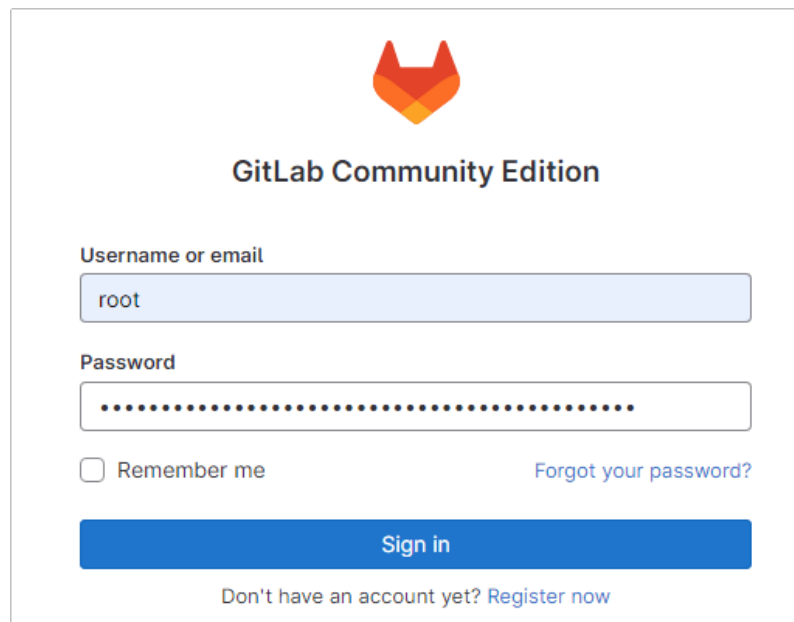 GitLab Community Edition
Username or email
root
Password
••••••••••••••••••••••••••••••••••••••••••••
Remember me Forgot your password?
Sign in
Don't have an account yet? Register now